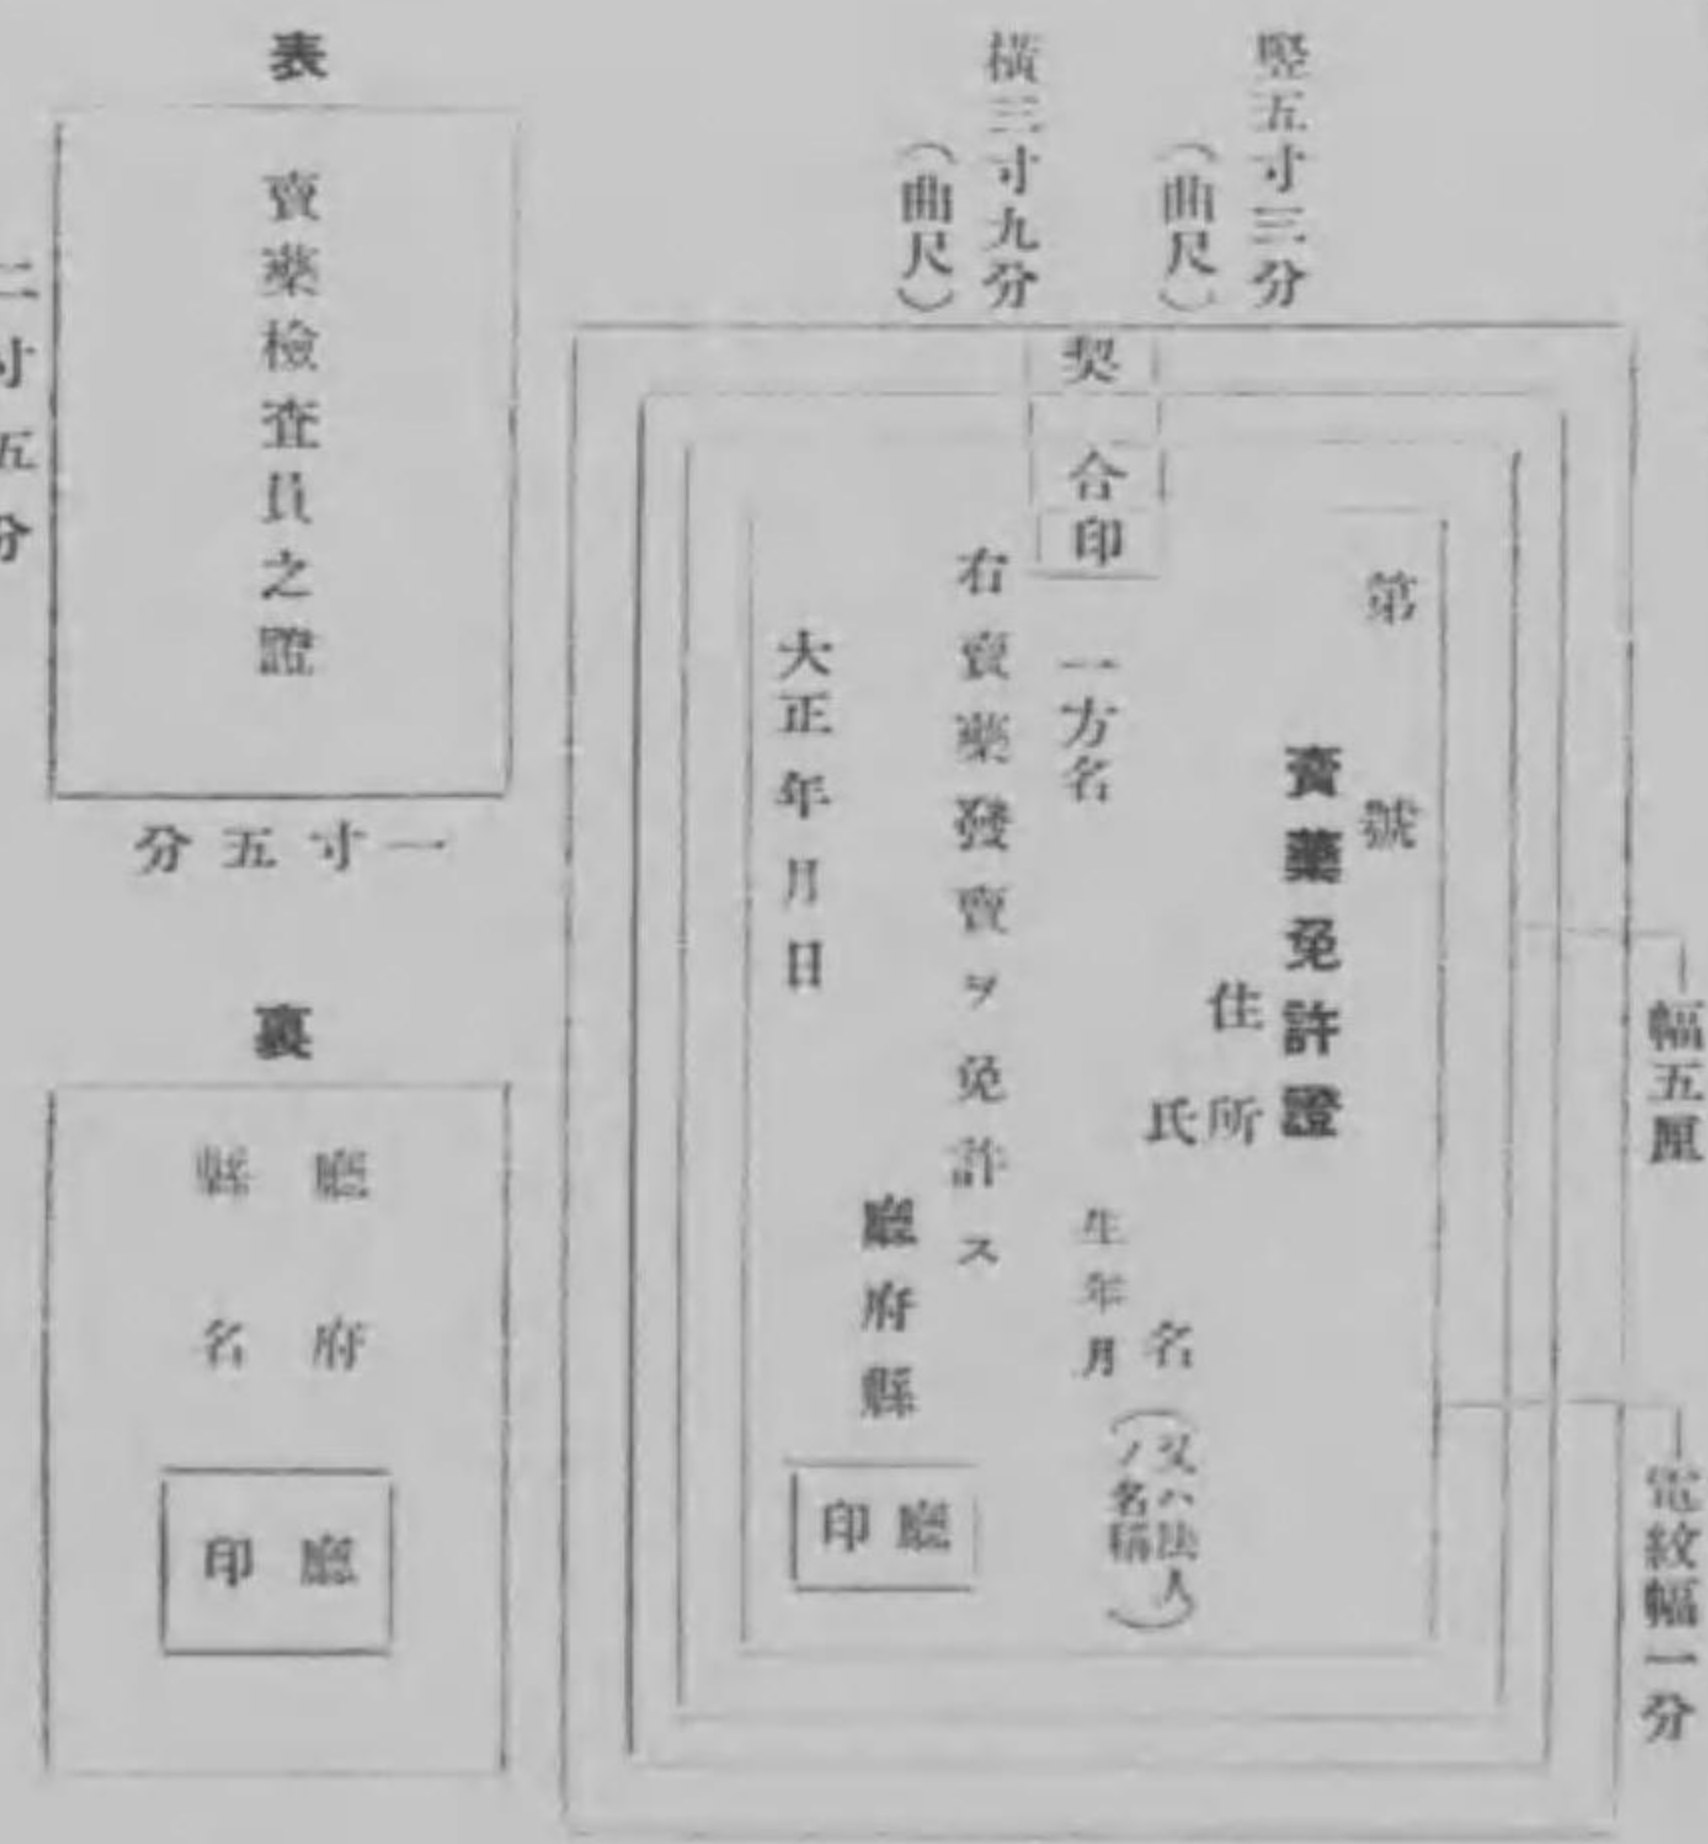 竪五寸三分
（曲尺）
横三寸九分
（曲尺）
契合印
第號
賣藥免許證
住所
氏名（又ハ法人ノ名稱）
生年月
一方名
右賣藥發賣ヲ免許ス
廳府縣
廳印
大正年月日
幅五厘
電紋幅一分
表
賣藥檢査員之證
二寸五分
一寸五分
裏
廳府
縣名
廳印